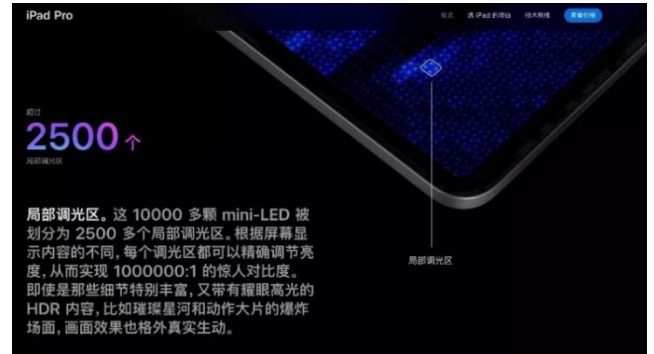 iPad Pro
概览
选 iPad 的理由
技术规格
查看价格
超过
2500 个
局部调光区
局部调光区。这 10000 多颗 mini-LED 被
划分为 2500 多个局部调光区。根据屏幕显
示内容的不同，每个调光区都可以精确调节亮
度，从而实现 1000000:1 的惊人对比度。
即使是那些细节特别丰富，又带有耀眼高光的
HDR 内容，比如璀璨星河和动作大片的爆炸
场面，画面效果也格外真实生动。
局部调光区